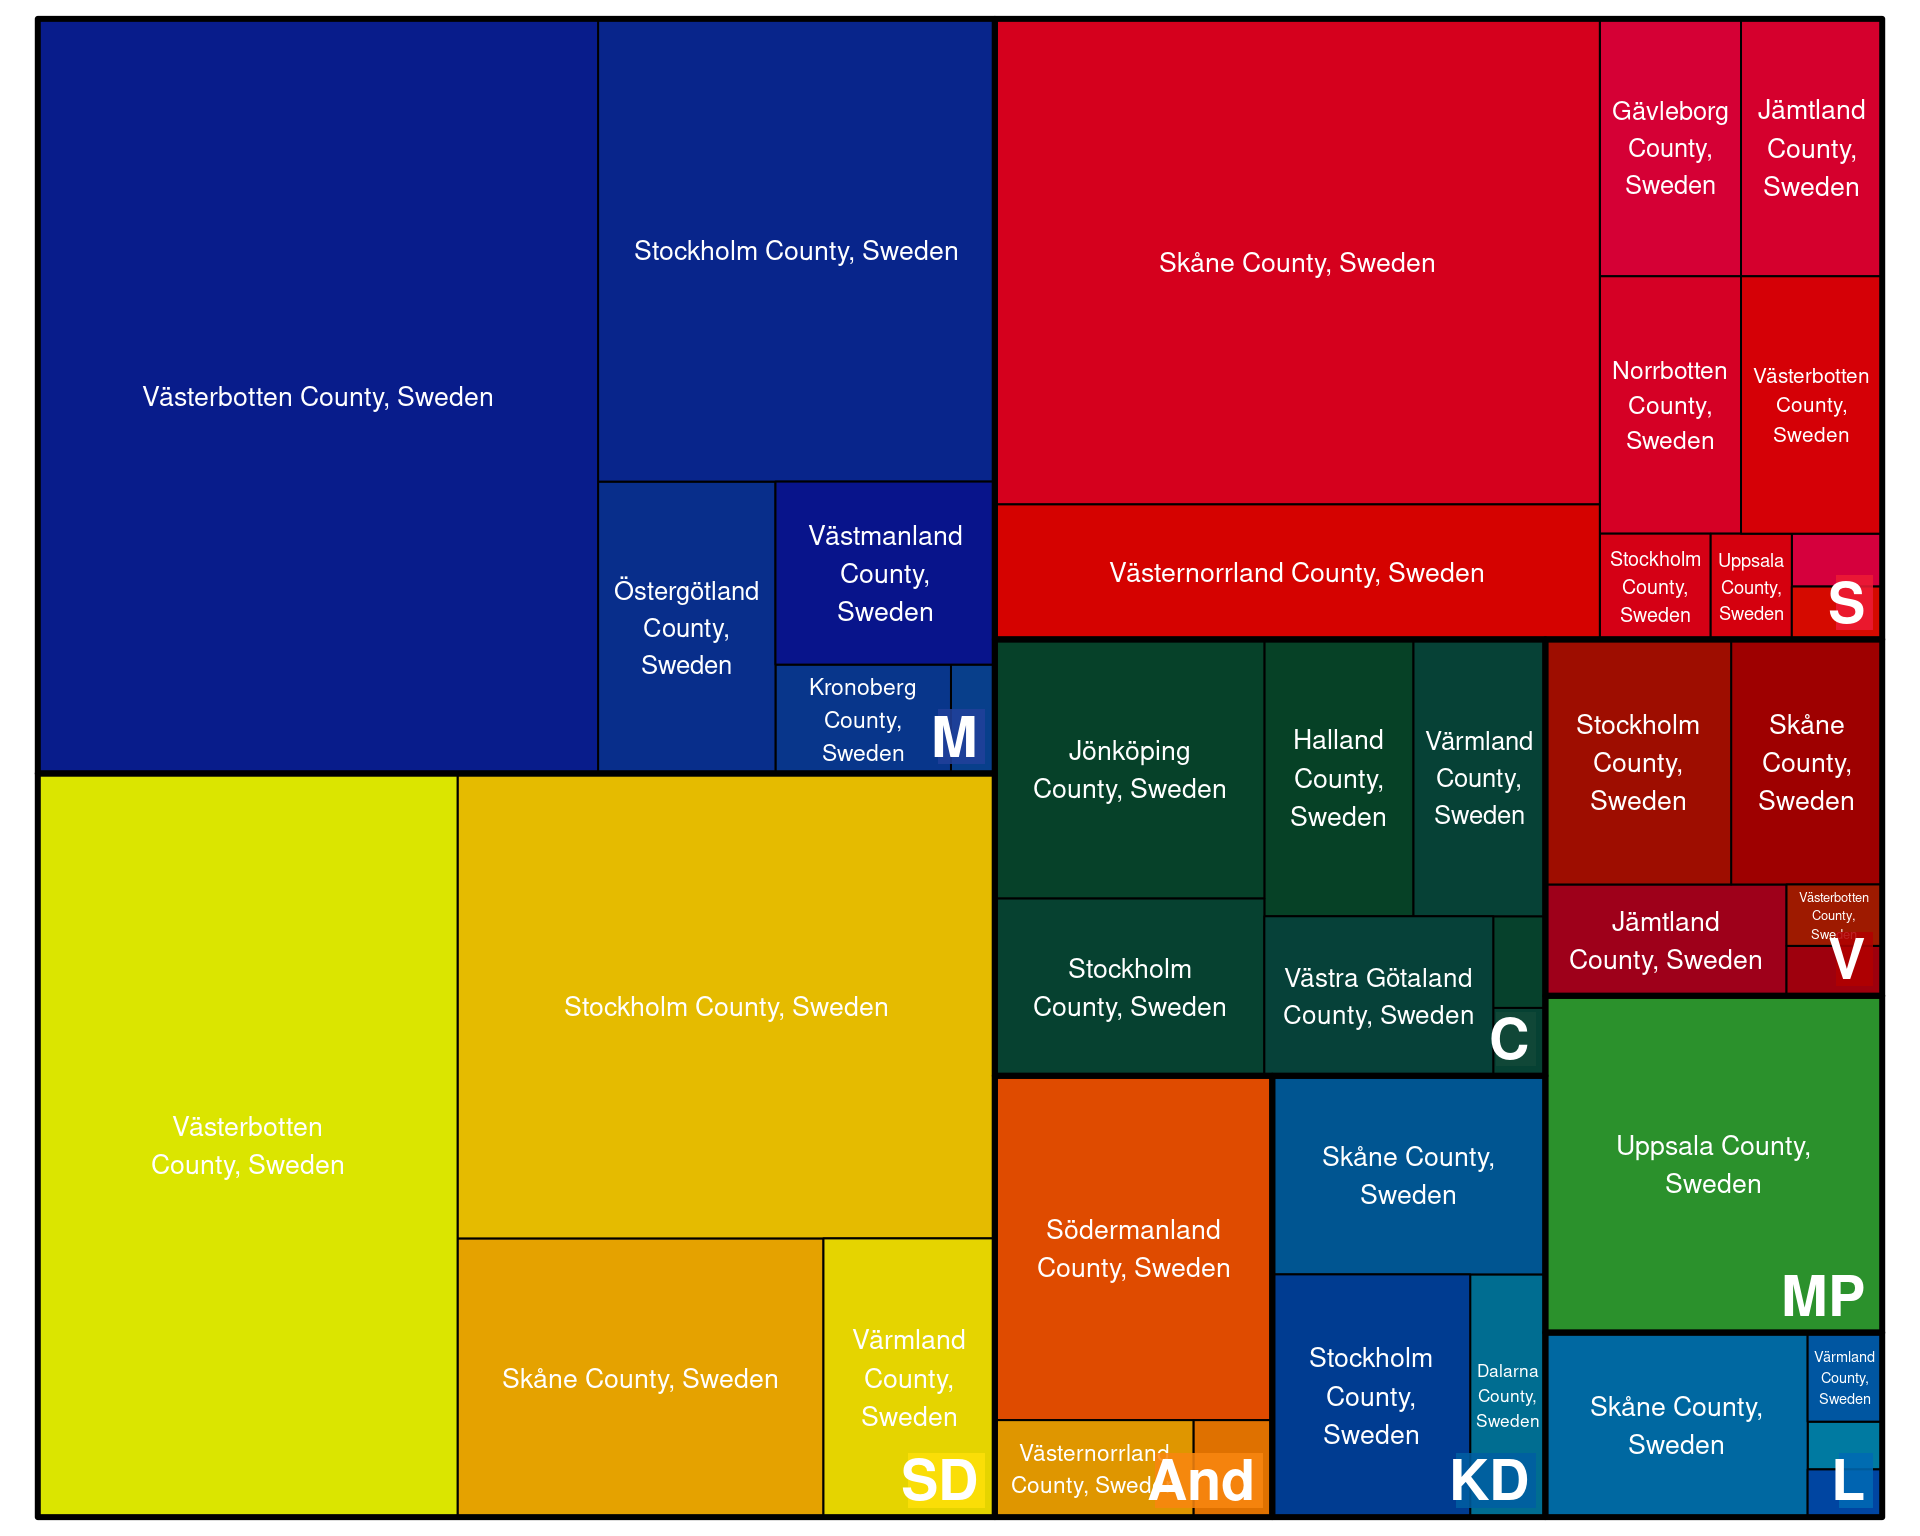 Västerbotten County, Sweden
Stockholm County, Sweden
Östergötland
County,
Sweden
Västmanland
County,
Sweden
Kronoberg
County,
Sweden
M
Västerbotten
County, Sweden
Stockholm County, Sweden
Skåne County, Sweden
Värmland
County,
Sweden
SD
Skåne County, Sweden
Västernorrland County, Sweden
Gävleborg
County,
Sweden
Jämtland
County,
Sweden
Norrbotten
County,
Sweden
Västerbotten
County,
Sweden
Stockholm
County,
Sweden
Uppsala
County,
Sweden
S
Jönköping
County, Sweden
Stockholm
County, Sweden
Halland
County,
Sweden
Värmland
County,
Sweden
Västra Götaland
County, Sweden
C
Stockholm
County,
Sweden
Skåne
County,
Sweden
Jämtland
County, Sweden
Västerbotten
County,
Sweden
V
Södermanland
County, Sweden
Västernorrland
County, Sweden
And
Skåne County,
Sweden
Stockholm
County,
Sweden
Dalarna
County,
Sweden
KD
Uppsala County,
Sweden
MP
Skåne County,
Sweden
Värmland
County,
Sweden
L